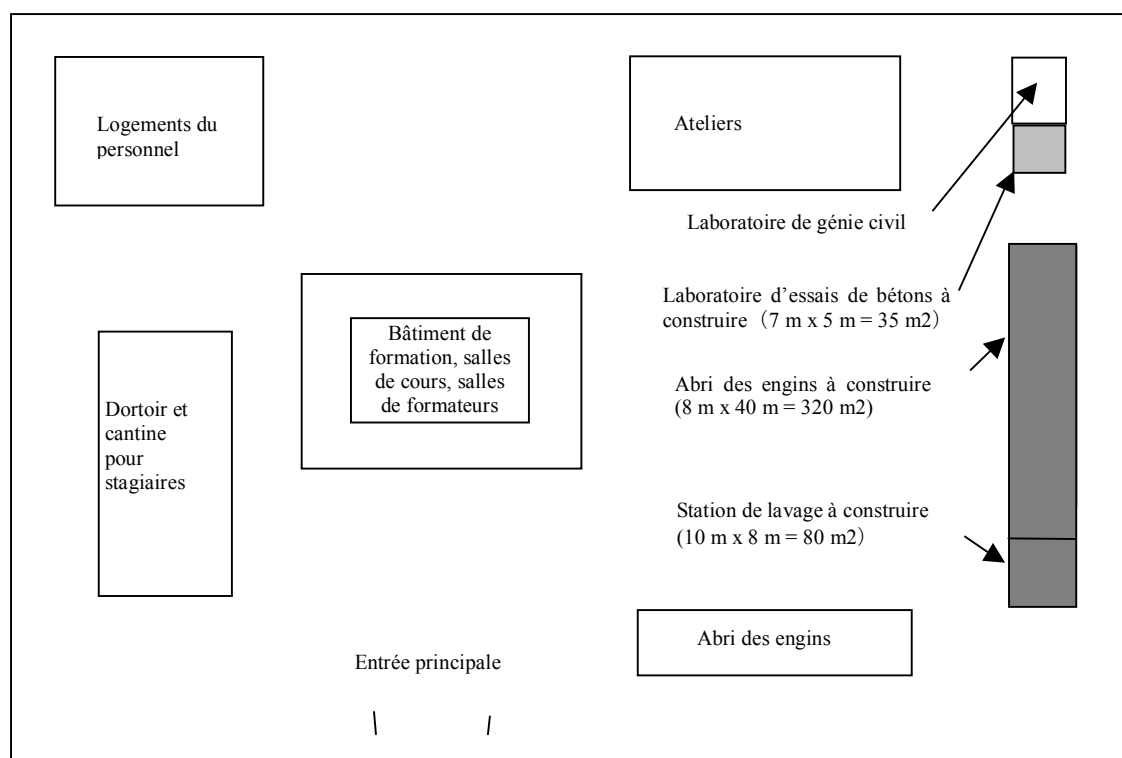 Logements du
personnel
Ateliers
Laboratoire de génie civil
Laboratoire d’essais de bétons à
construire (7 m x 5 m = 35 m2)
Bâtiment de
formation, salles
de cours, salles
de formateurs
Abri des engins à construire
(8 m x 40 m = 320 m2)
Dortoir et
cantine
pour
stagiaires
Station de lavage à construire
(10 m x 8 m = 80 m2)
Abri des engins
Entrée principale